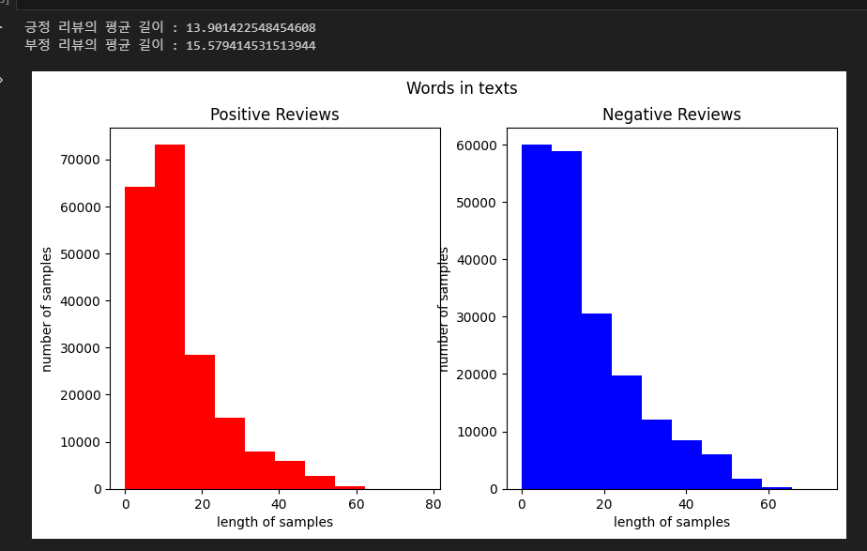 긍정 리뷰의 평균 길이 : 13.901422548454608
부정 리뷰의 평균 길이 : 15.579414531513944
Words in texts
Positive Reviews
70000
60000
50000
40000
30000
20000
10000
0
number of samples
0 20 40 60 80
length of samples
Negative Reviews
60000
50000
40000
30000
20000
10000
0
number of samples
0 20 40 60
length of samples